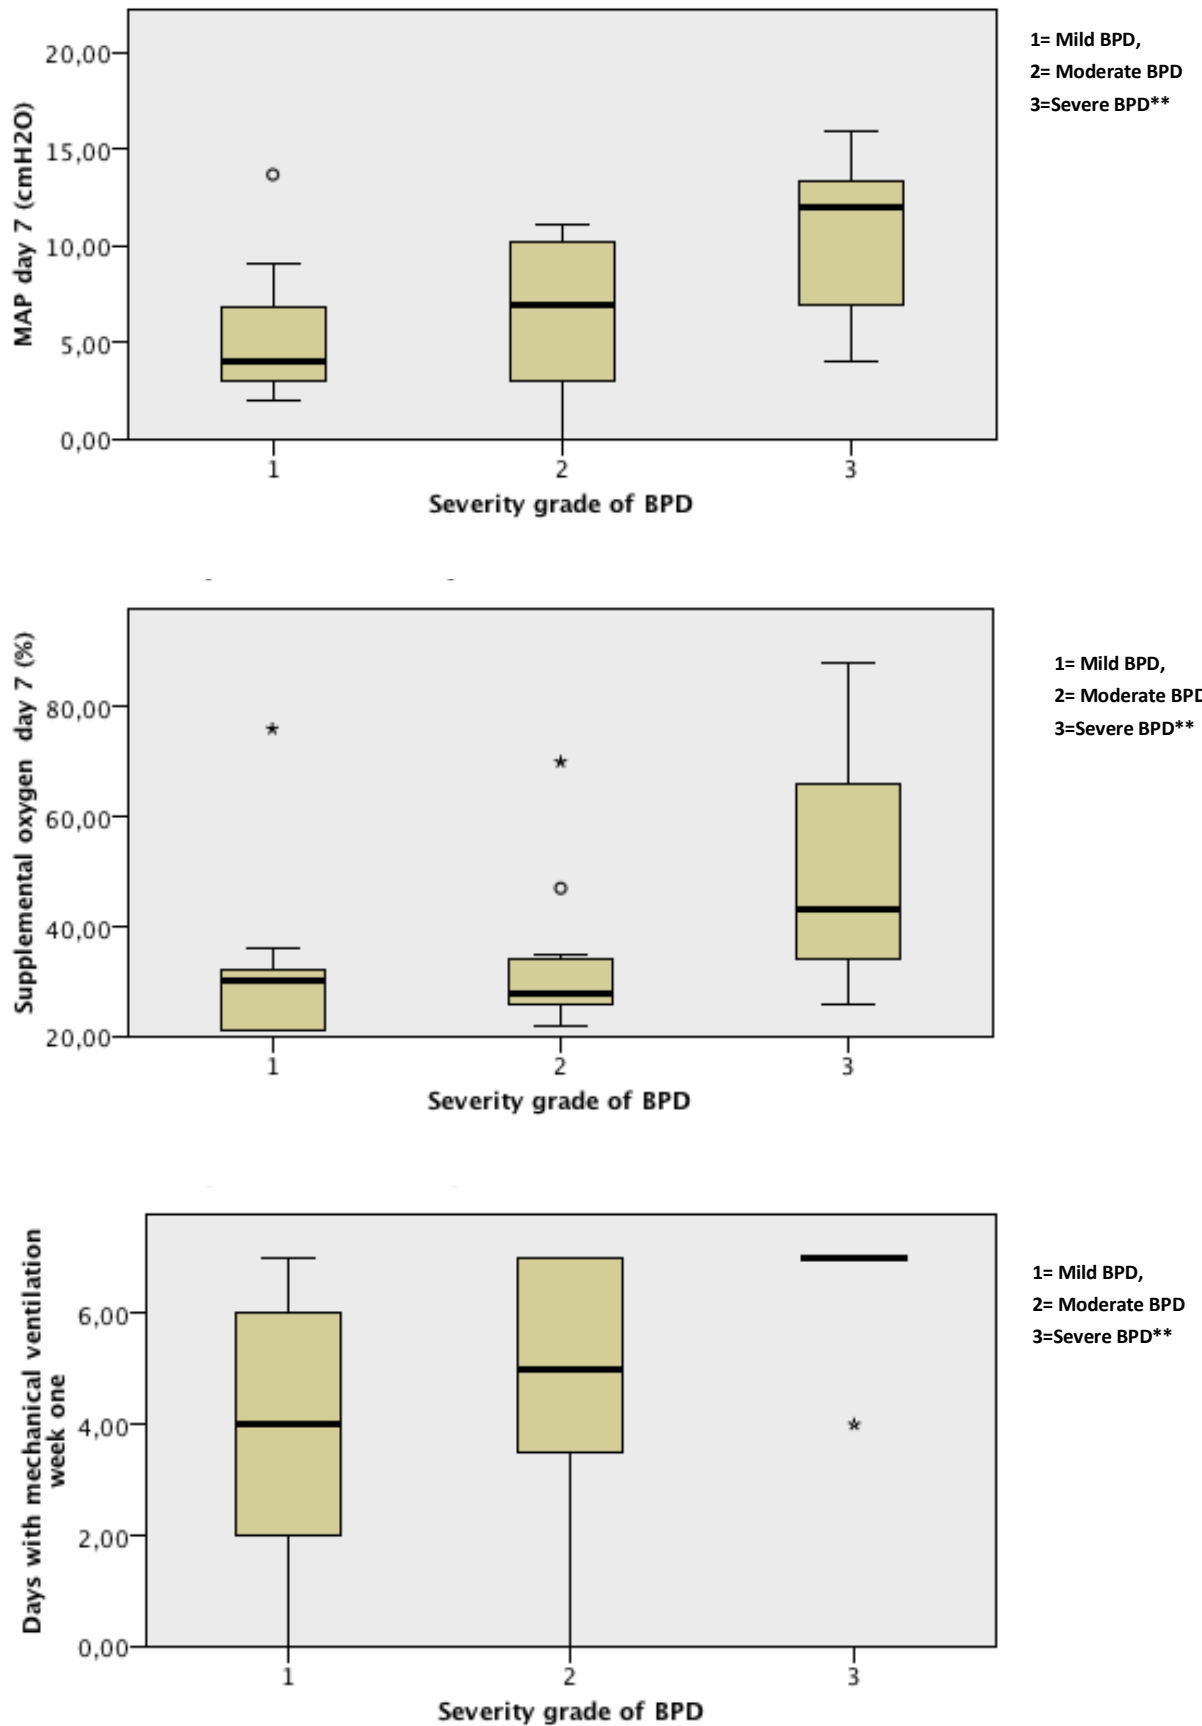 20,00
15,00
10,00
5,00
0,00
MAP day 7 (cmH2O)
1 2 3
Severity grade of BPD
1= Mild BPD,
2= Moderate BPD
3=Severe BPD**
80,00
60,00
40,00
20,00
Supplemental oxygen day 7 (%)
1 2 3
Severity grade of BPD
1= Mild BPD,
2= Moderate BPD
3=Severe BPD**
6,00
4,00
2,00
0,00
Days with mechanical ventilation
week one
1 2 3
Severity grade of BPD
1= Mild BPD,
2= Moderate BPD
3=Severe BPD**